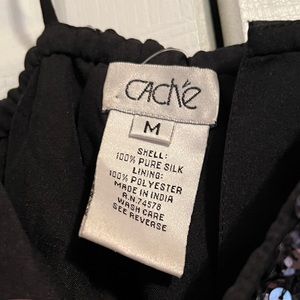 CACHÉ
M
SHELL:
100% PURE SILK
LINING:
100% POLYESTER
MADE IN INDIA
R.N. 74578
WASH CARE
SEE REVERSE